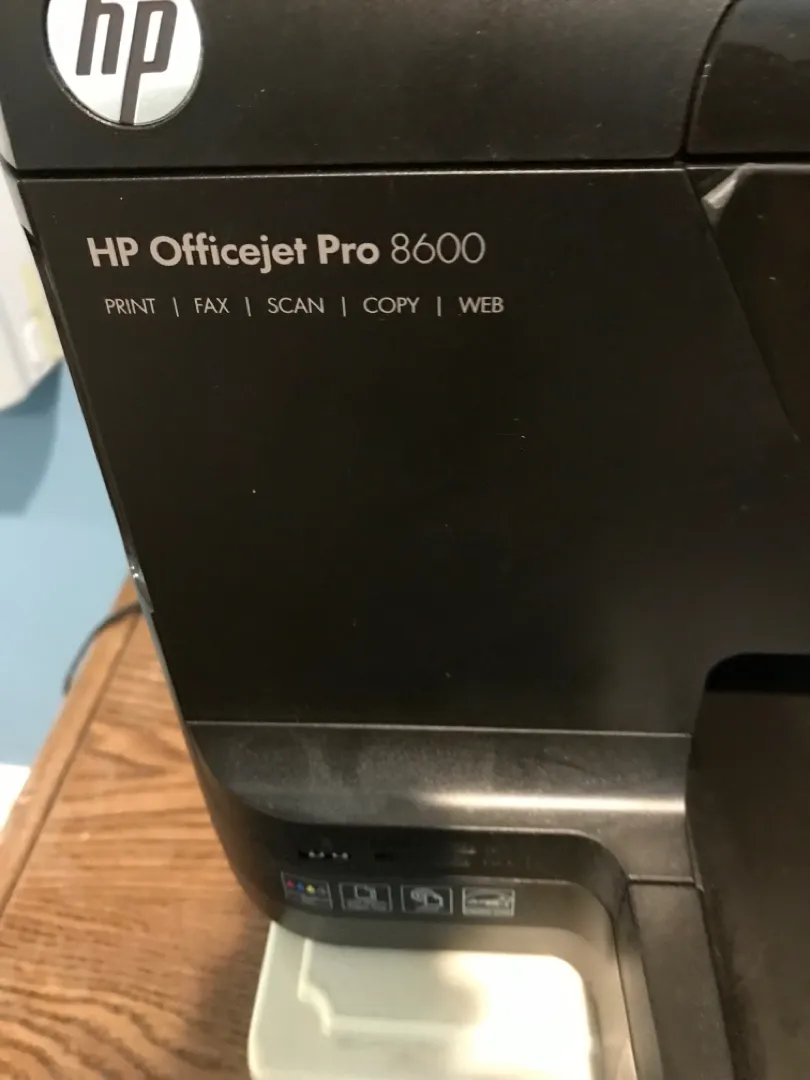 hp
HP Officejet Pro 8600
PRINT | FAX | SCAN | COPY | WEB